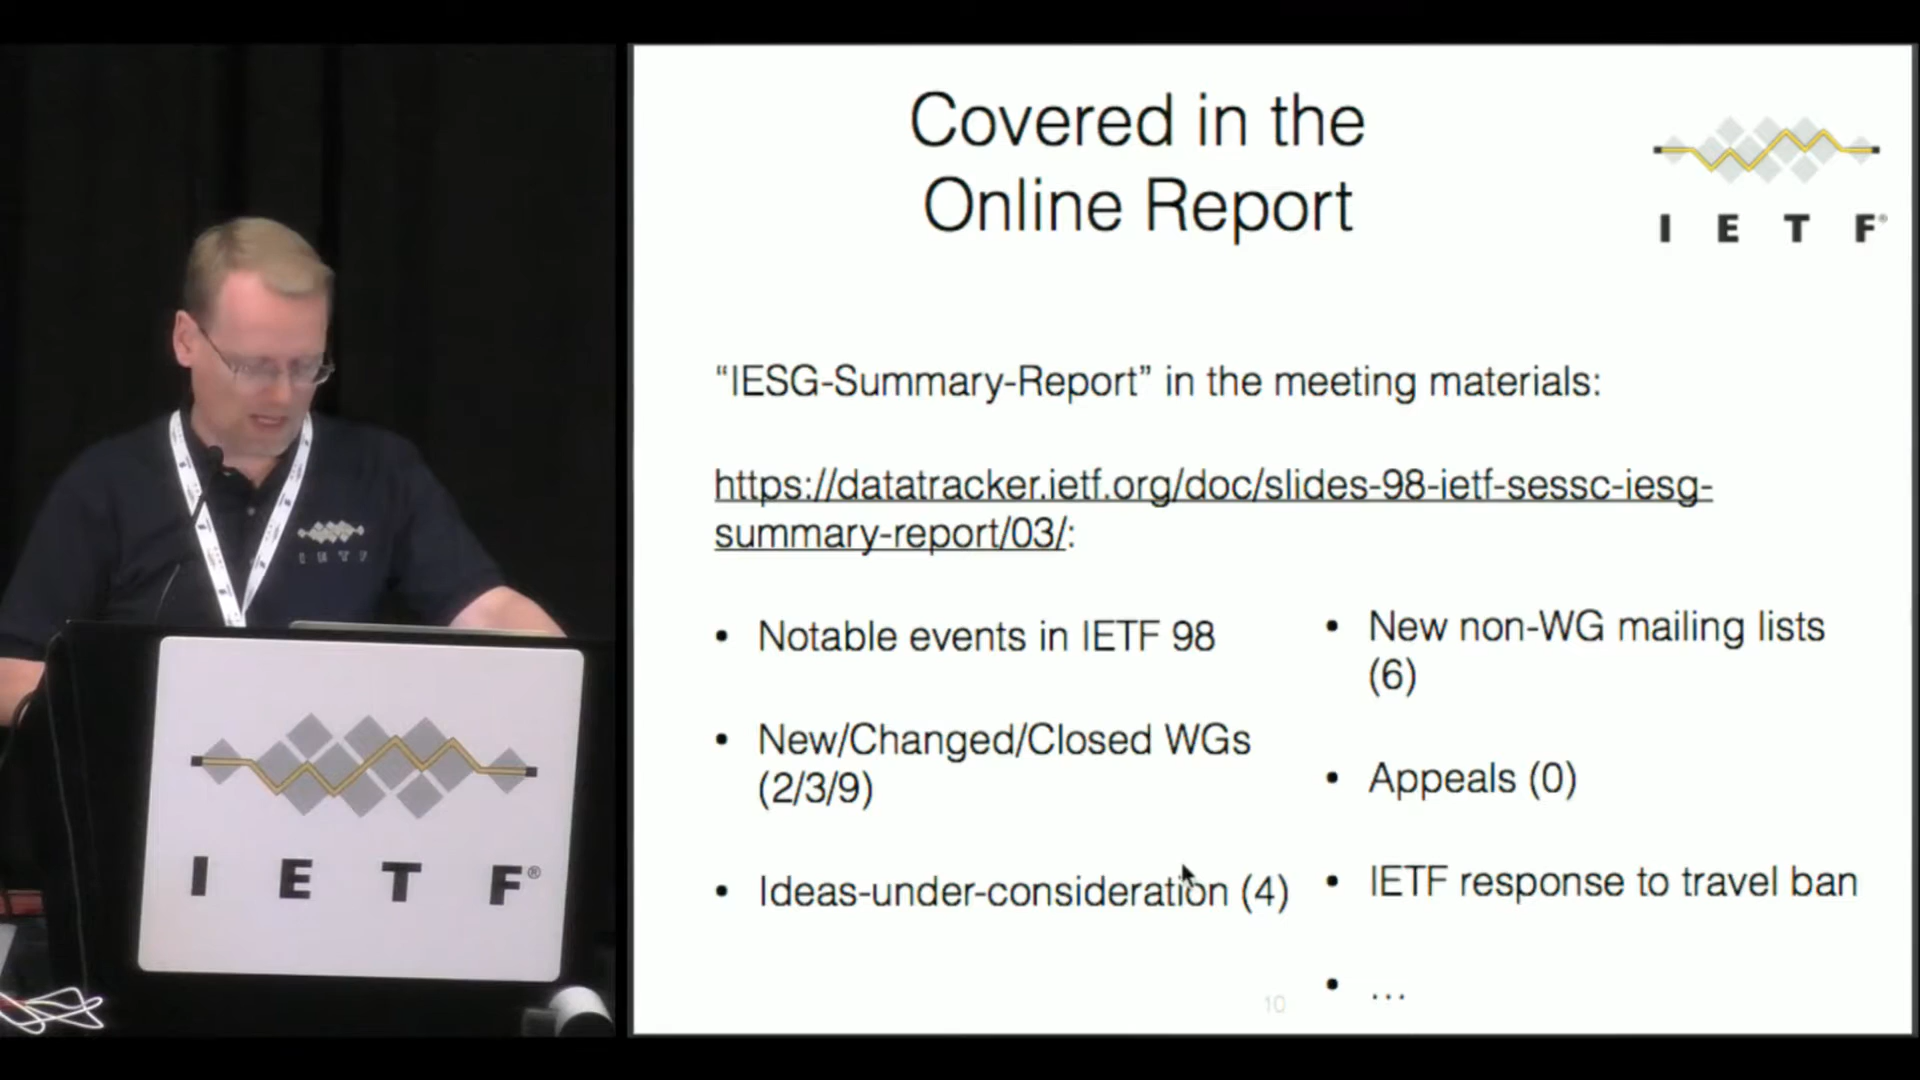 Covered in the
Online Report
I E T F®
"IESG-Summary-Report" in the meeting materials:
https://datatracker.ietf.org/doc/slides-98-ietf-sessc-iesg-
summary-report/03/:
• Notable events in IETF 98
• New/Changed/Closed WGs
(2/3/9)
• Ideas-under-consideration (4)
• New non-WG mailing lists
(6)
• Appeals (0)
• IETF response to travel ban
• …
10
I E T F
I E T F®